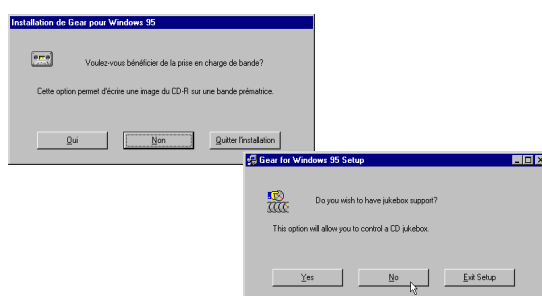 Installation de Gear pour Windows 95
Voulez-vous bénéficier de la prise en charge de bande?
Cette option permet d'écrire une image du CD-R sur une bande prématrice.
Oui
Non
Quitter l'installation
Gear for Windows 95 Setup
Do you wish to have jukebox support?
This option will allow you to control a CD jukebox.
Yes
No
Exit Setup